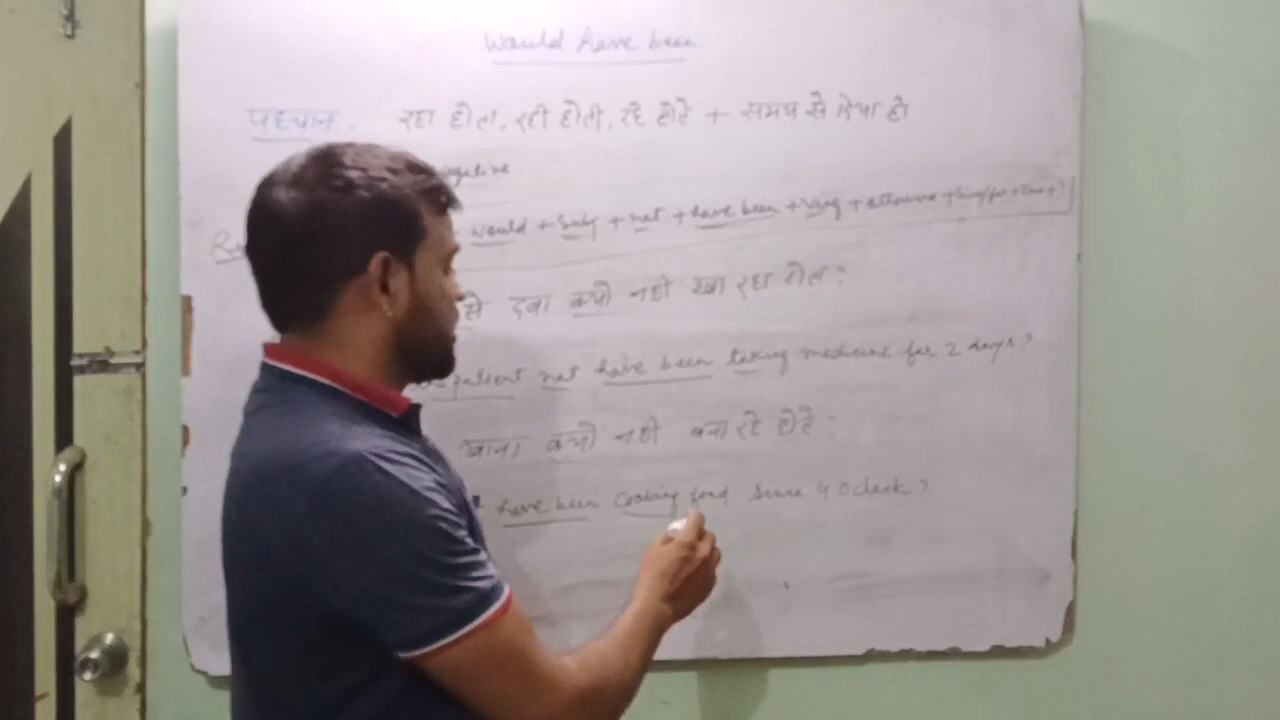 Would have been
पहचान. रहा होता, रही होती, रहे होते + समय से दिया हो
would + Subj + not + have been + Ving + + Time + ?
से दवा क्यों नहीं खा रहा होता?
patient not have been taking medicine for 2 days?
खाना क्यों नहीं बना रहे होते?
have been Cooking food Since 4 O clock?